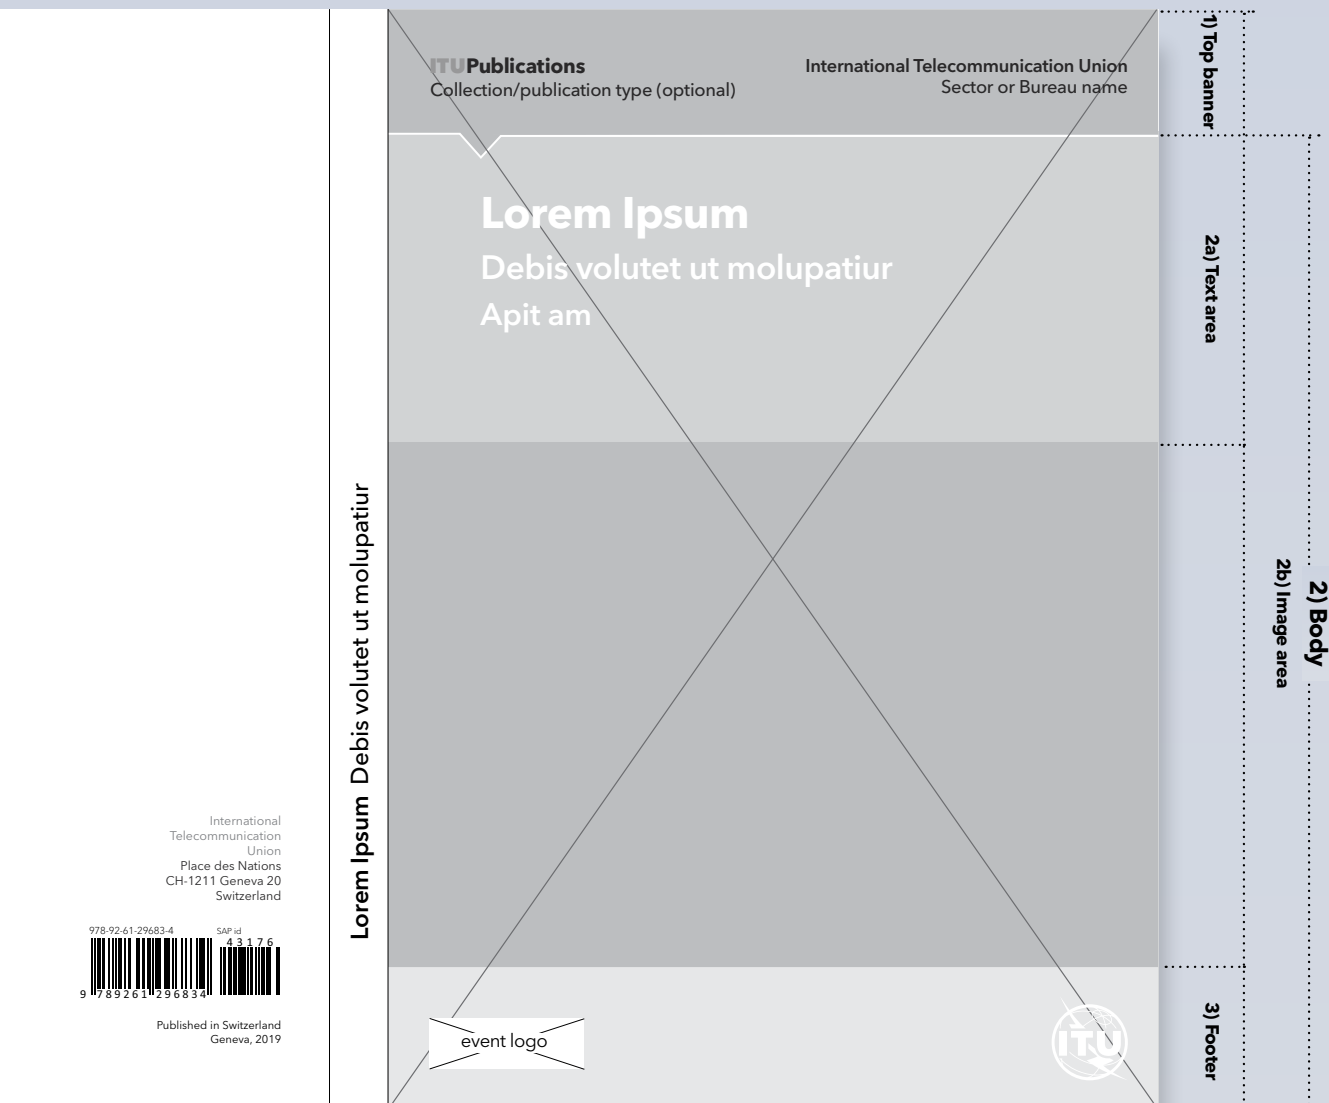 International
Telecommunication
Union
Place des Nations
CH-1211 Geneva 20
Switzerland
978-92-61-29683-4
SAP id
43176
9 789261 296834
Published in Switzerland
Geneva, 2019
Lorem Ipsum Debis volutet ut molupatiur
ITUPublications
Collection/publication type (optional)
International Telecommunication Union
Sector or Bureau name
Lorem Ipsum
Debis volutet ut molupatiur
Apit am
event logo
ITU
1) Top banner
2a) Text area
2b) Image area
2) Body
3) Footer